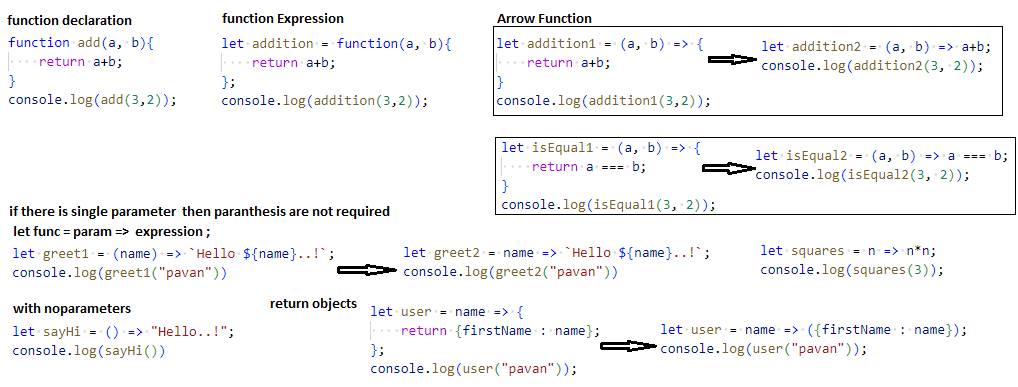 function declaration
function add(a, b){
    return a+b;
}
console.log(add(3,2));
function Expression
let addition = function(a, b){
    return a+b;
};
console.log(addition(3,2));
Arrow Function
let addition1 = (a, b) => {
    return a+b;
}
console.log(addition1(3,2));
let addition2 = (a, b) => a+b;
console.log(addition2(3, 2));
let isEqual1 = (a, b) => {
    return a === b;
}
console.log(isEqual1(3, 2));
let isEqual2 = (a, b) => a === b;
console.log(isEqual2(3, 2));
if there is single parameter  then paranthesis are not required
let func = param =>  expression ;
let greet1 = (name) => `Hello ${name}..!`;
console.log(greet1("pavan"))
let greet2 = name => `Hello ${name}..!`;
console.log(greet2("pavan"))
let squares = n => n*n;
console.log(squares(3));
with noparameters
let sayHi = () => "Hello..!";
console.log(sayHi())
return objects
let user = name => {
    return {firstName : name};
};
console.log(user("pavan"));
let user = name => ({firstName : name});
console.log(user("pavan"));